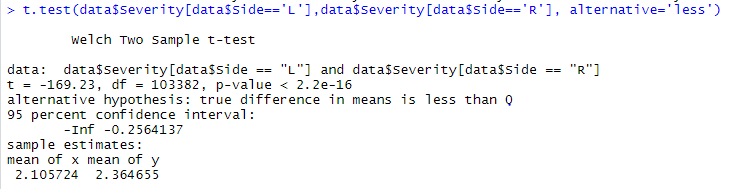 > t.test(data$Severity[data$Side=='L'],data$Severity[data$Side=='R'], alternative='less')
Welch Two Sample t-test
data:  data$Severity[data$Side == "L"] and data$Severity[data$Side == "R"]
t = -169.23, df = 103382, p-value < 2.2e-16
alternative hypothesis: true difference in means is less than Q
95 percent confidence interval:
-Inf -0.2564137
sample estimates:
mean of x mean of y
2.105724  2.364655